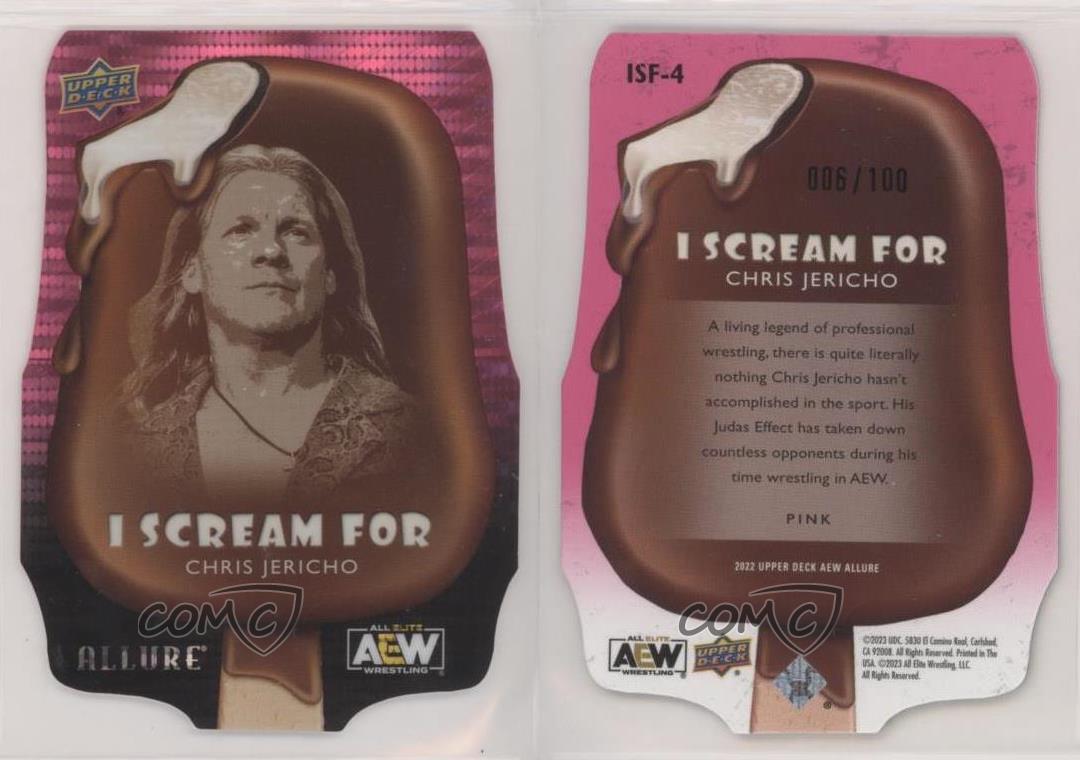 UPPER
D·E·C·K
I SCREAM FOR
CHRIS JERICHO
COMC
ALLURE
ALL ELITE
AEW
WRESTLING
ISF-4
006/100
I SCREAM FOR
CHRIS JERICHO
A living legend of professional
wrestling, there is quite literally
nothing Chris Jericho hasn't
accomplished in the sport. His
Judas Effect has taken down
countless opponents during his
time wrestling in AEW.
PINK
2022 UPPER DECK AEW ALLURE
COMC
ALL ELITE
AEW
WRESTLING
UPPER
D·E·C·K
®
©2023 UDC. 5830 El Camino Real, Carlsbad,
CA 92008. All Rights Reserved. Printed in The
USA. ©2023 All Elite Wrestling, LLC.
All Rights Reserved.